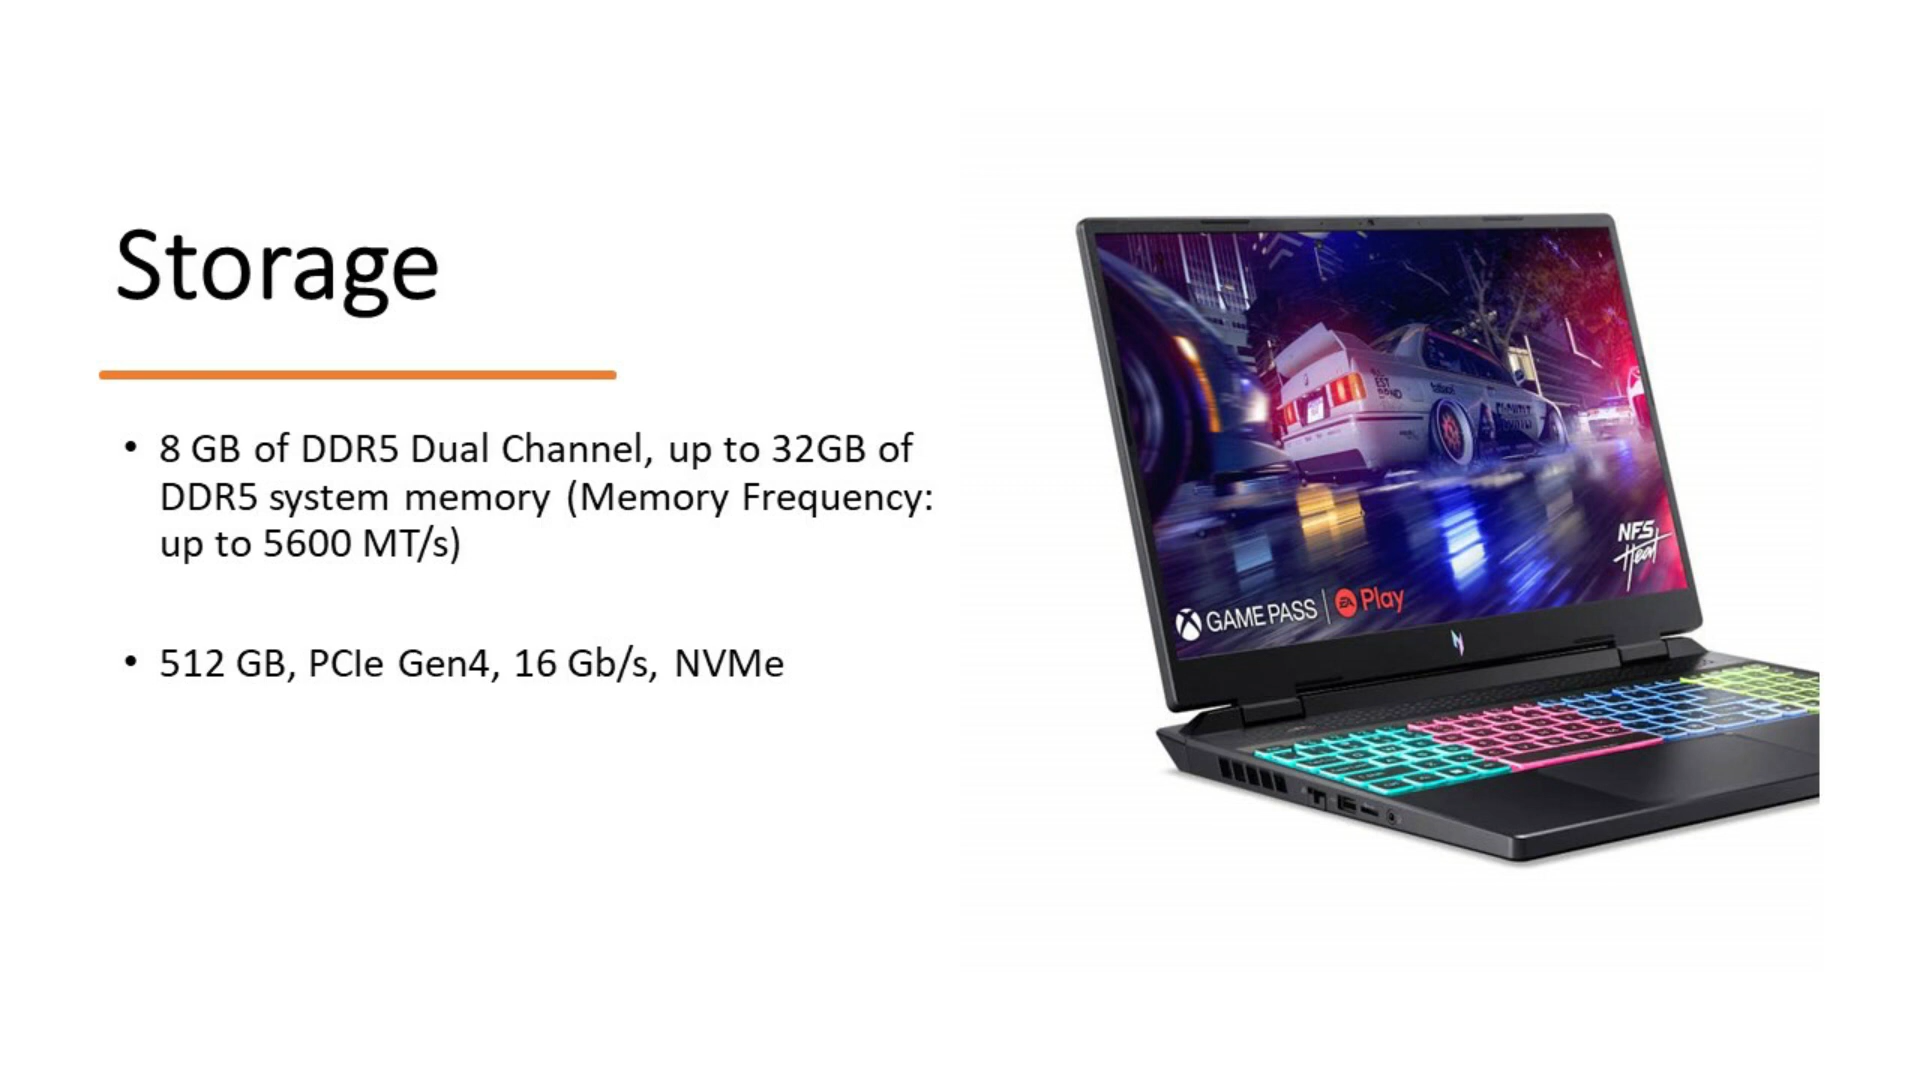 Storage
• 8 GB of DDR5 Dual Channel, up to 32GB of
DDR5 system memory (Memory Frequency:
up to 5600 MT/s)
• 512 GB, PCIe Gen4, 16 Gb/s, NVMe
NFS
Heat
GAME PASS | EA Play